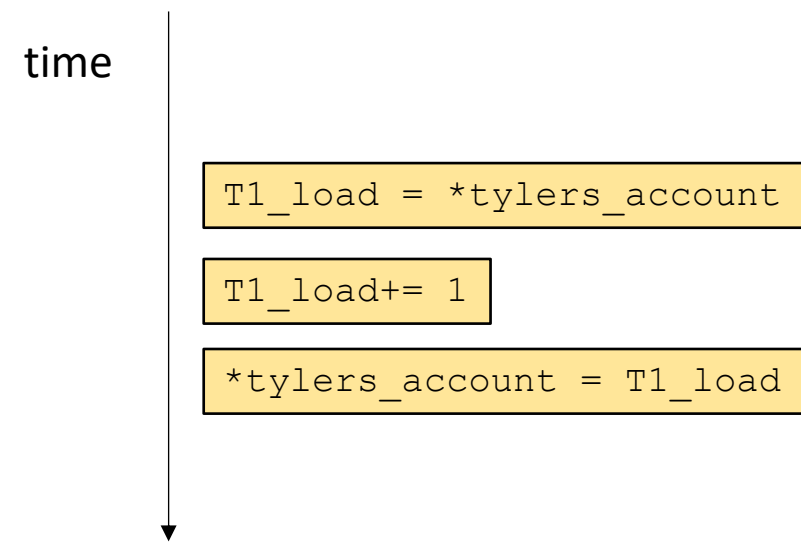 time
T1_load = *tylers_account
T1_load+= 1
*tylers_account = T1_load